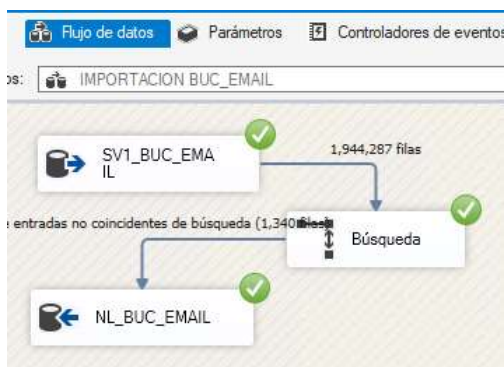 Flujo de datos Parámetros Controladores de eventos
os: IMPORTACION BUC_EMAIL
SV1_BUC_EMA
IL
1,944,287 filas
e entradas no coincidentes de búsqueda (1,340 filas)
Búsqueda
NL_BUC_EMAIL